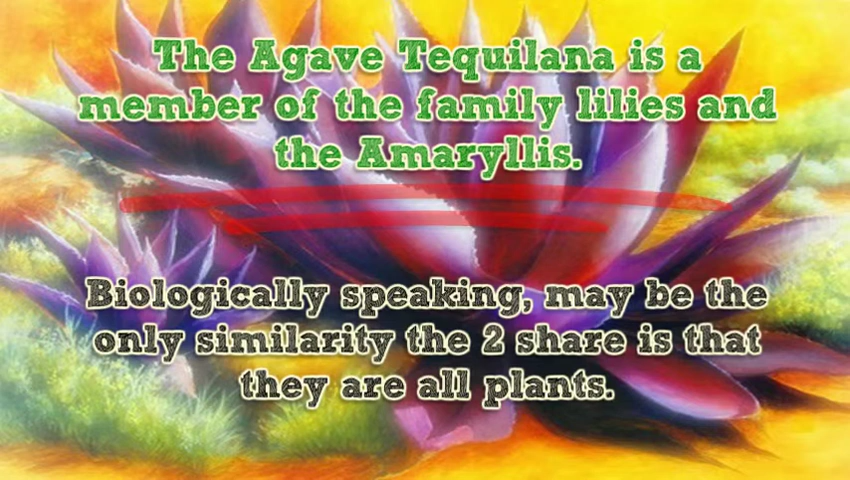 The Agave Tequilana is a
member of the family lilies and
the Amaryllis.
Biologically speaking, may be the
only similarity the 2 share is that
they are all plants.